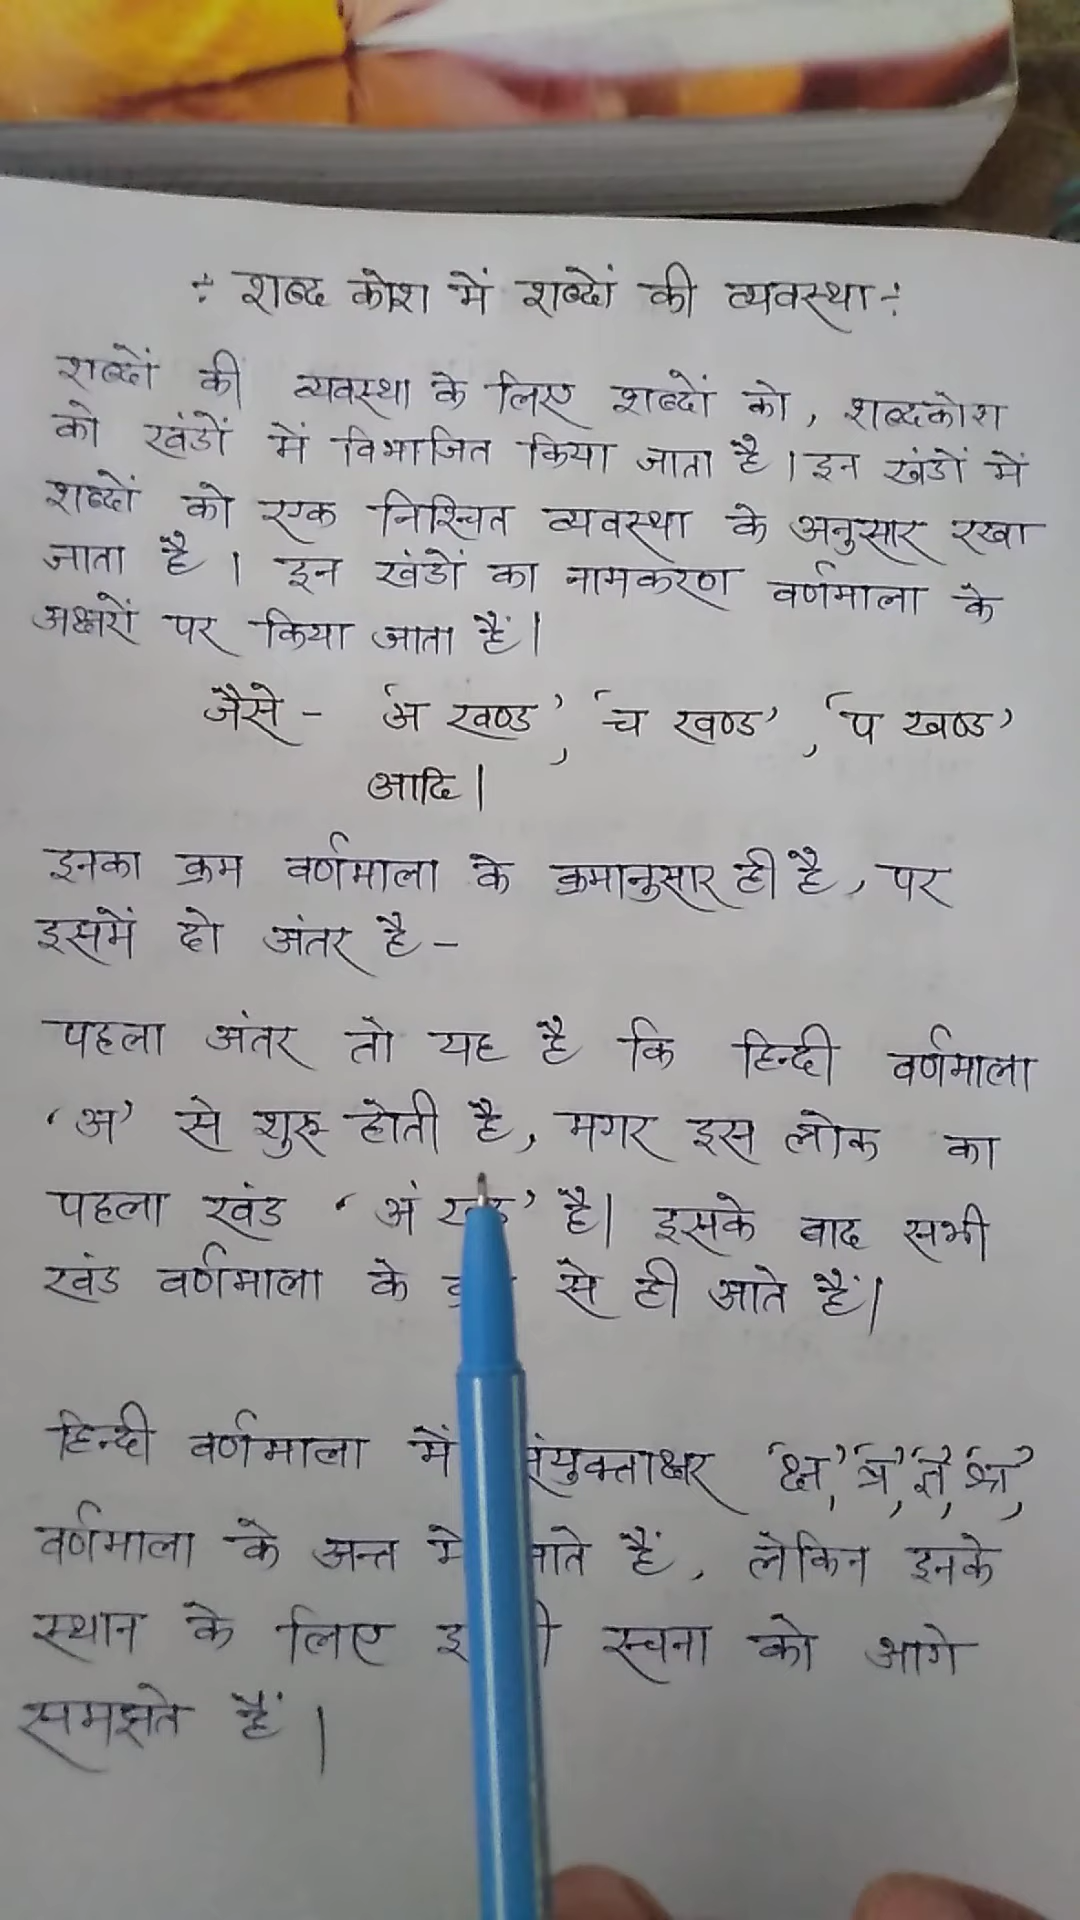 ÷ शब्द कोश में शब्दों की व्यवस्था ÷
शब्दों की व्यवस्था के लिए शब्दों को, शब्दकोश
को खंडों में विभाजित किया जाता है। इन खंडों में
शब्दों को एक निश्चित व्यवस्था के अनुसार रखा
जाता है। इन खंडों का नामकरण वर्णमाला के
अक्षरों पर किया जाता है।
जैसे - 'अ खण्ड', 'च खण्ड', 'प खण्ड'
आदि।
इनका क्रम वर्णमाला के क्रमानुसार ही है, पर
इसमें दो अंतर है -
पहला अंतर तो यह है कि हिन्दी वर्णमाला
'अ' से शुरू होती है, मगर इस लोक का
पहला खंड 'अं है। इसके बाद सभी
खंड वर्णमाला के से ही आते हैं।
हिन्दी वर्णमाला में संयुक्ताक्षर 'क्ष', 'त्र', 'ज्ञ', 'श्र',
वर्णमाला के अन्त में हैं, लेकिन इनके
स्थान के लिए रचना को आगे
समझते हैं।